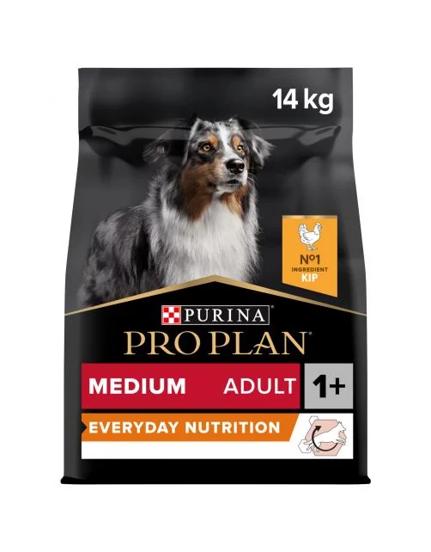 14 kg
Nº1
INGREDIENT
KIP
PURINA
PRO PLAN
MEDIUM ADULT 1+
EVERYDAY NUTRITION